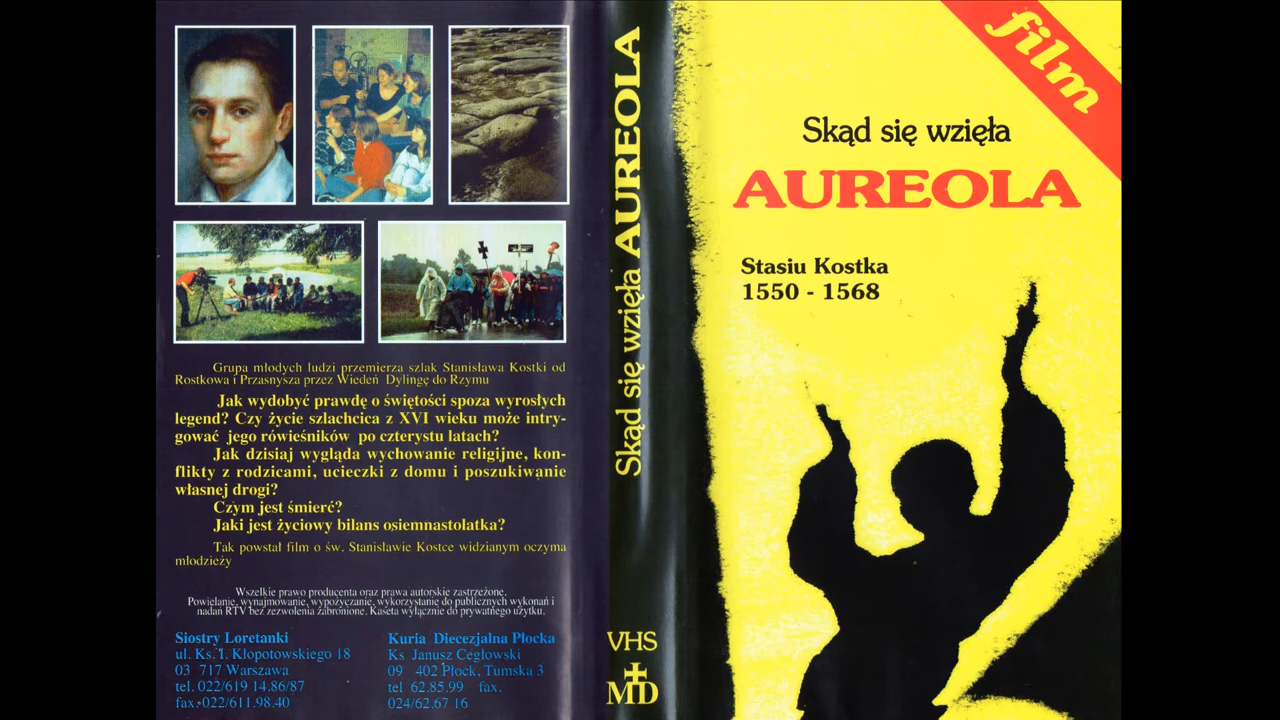 Grupa młodych ludzi przemierza szlak Stanisława Kostki od
Rostkowa i Przasnysza przez Wiedeń Dylingę do Rzymu
Jak wydobyć prawdę o świętości spoza wyrosłych
legend? Czy życie szlachcica z XVI wieku może intry-
gować jego rówieśników po czterystu latach?
Jak dzisiaj wygląda wychowanie religijne, kon-
flikty z rodzicami, ucieczki z domu i poszukiwanie
własnej drogi?
Czym jest śmierć?
Jaki jest życiowy bilans osiemnastolatka?
Tak powstał film o św. Stanisławie Kostce widzianym oczyma
młodzieży
Wszelkie prawo producenta oraz prawa autorskie zastrzeżone.
Powielanie, wynajmowanie, wypożyczanie, wykorzystanie do publicznych wykonań i
nadań RTV bez zezwolenia zabronione. Kaseta wyłącznie do prywatnego użytku.
Siostry Loretanki
ul. Ks. I. Kłopotowskiego 18
03 717 Warszawa
tel. 022/619 14.86/87
fax. 022/611.98.40
Kuria Diecezjalna Płocka
Ks Janusz Cegłowski
09 402 Płock, Tumska 3
tel 62.85.99 fax.
024/62.67 16
Skąd się wzięła AUREOLA
VHS
MD
film
Skąd się wzięła
AUREOLA
Stasiu Kostka
1550 - 1568